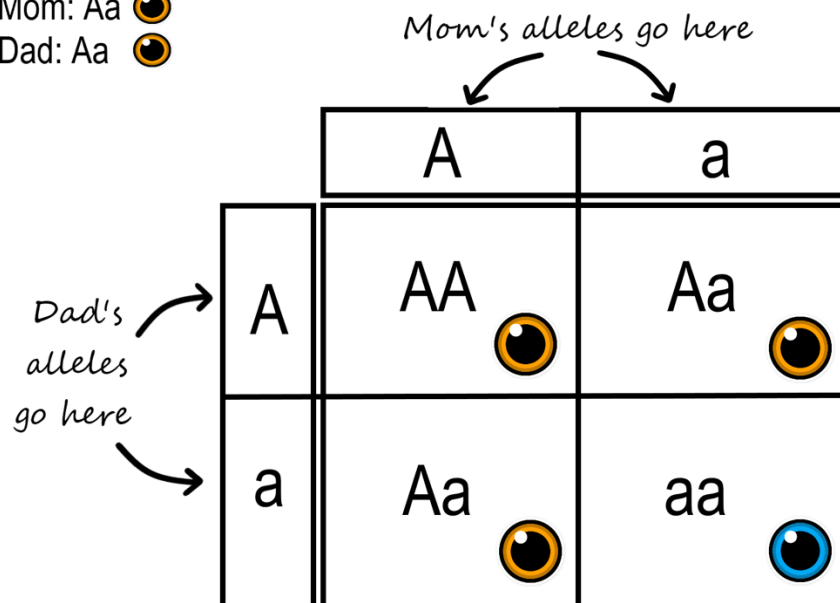 Mom: Aa
Dad: Aa
Mom's alleles go here
A a
Dad's
alleles
go here
A
AA Aa
a
Aa aa